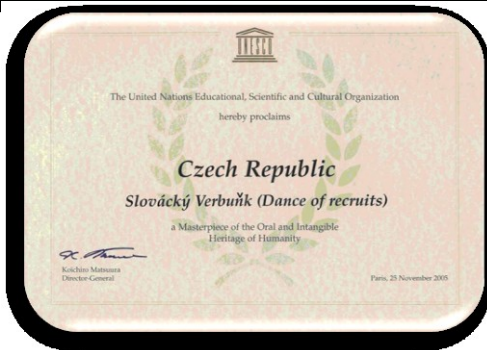 UNESCO
The United Nations Educational, Scientific and Cultural Organization
hereby proclaims
Czech Republic
Slovácký Verbuňk (Dance of recruits)
a Masterpiece of the Oral and Intangible
Heritage of Humanity
Koïchiro Matsuura
Director-General
Paris, 25 November 2005